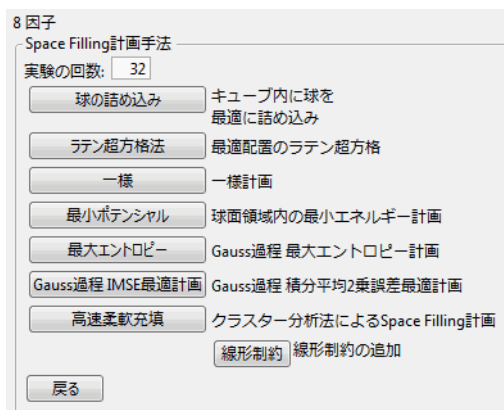 8 因子
Space Filling計画手法
実験の回数: 32
球の詰め込み キューブ内に球を
最適に詰め込み
ラテン超方格法 最適配置のラテン超方格
一様 一様計画
最小ポテンシャル 球面領域内の最小エネルギー計画
最大エントロピー Gauss過程 最大エントロピー計画
Gauss過程 IMSE最適計画 Gauss過程 積分平均2乗誤差最適計画
高速柔軟充填 クラスター分析法によるSpace Filling計画
線形制約 線形制約の追加
戻る